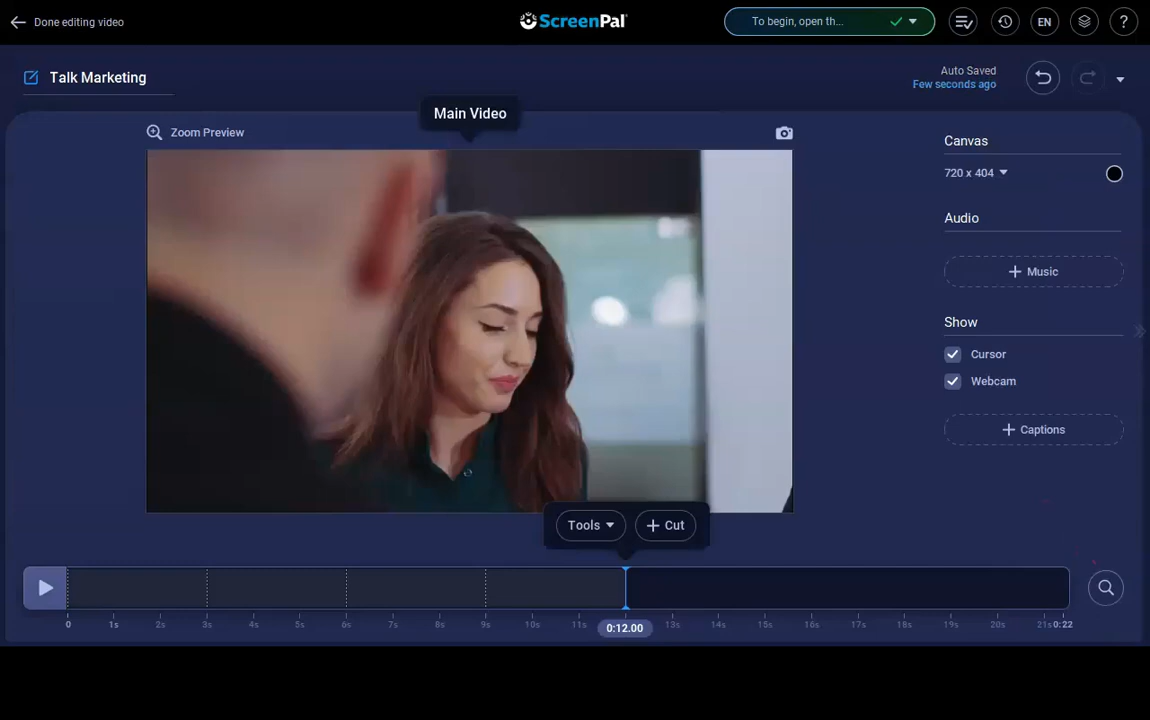 Done editing video
ScreenPal
To begin, open th...
EN
?
Talk Marketing
Auto Saved
Few seconds ago
Main Video
Zoom Preview
Canvas
720 x 404
Audio
+ Music
Show
Cursor
Webcam
+ Captions
Tools
+ Cut
0 1s 2s 3s 4s 5s 6s 7s 8s 9s 10s 11s 0:12.00 13s 14s 15s 16s 17s 18s 19s 20s 21s 0:22